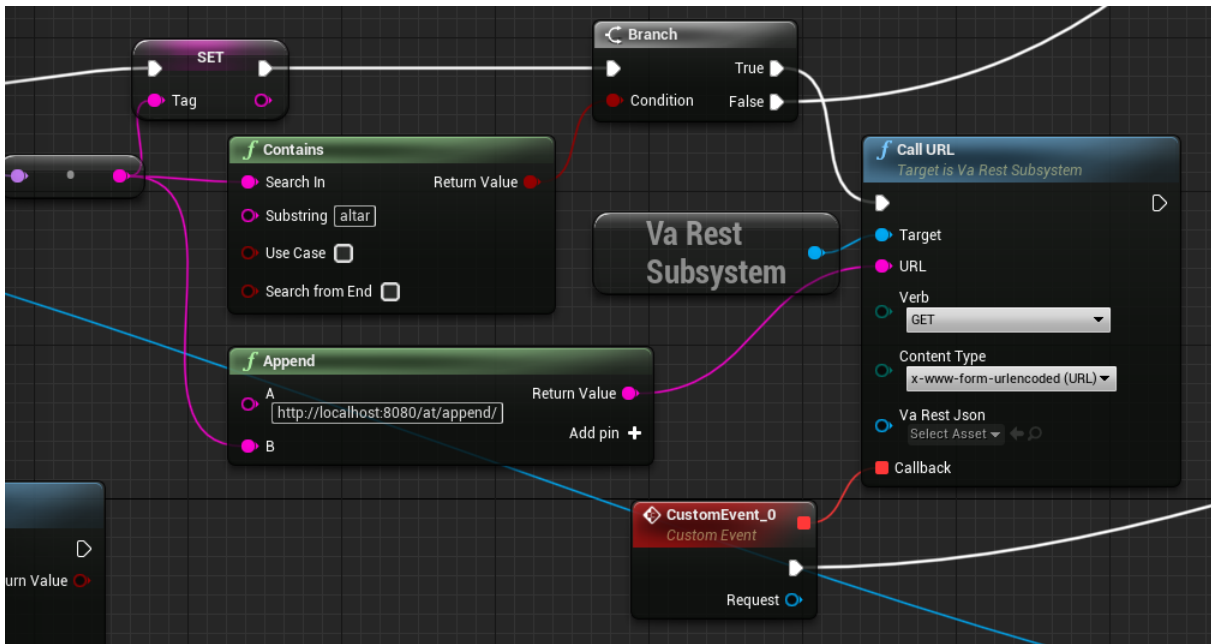 SET
Tag
Branch
True
Condition
False
f Contains
Search In
Return Value
Substring altar
Use Case
Search from End
Va Rest
Subsystem
f Call URL
Target is Va Rest Subsystem
Target
URL
Verb
GET
Content Type
x-www-form-urlencoded (URL)
Va Rest Json
Select Asset
Callback
f Append
A
http://localhost:8080/at/append/
Return Value
Add pin
B
CustomEvent_0
Custom Event
Request
urn Value